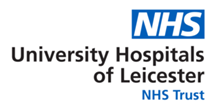 NHS
University Hospitals
of Leicester
NHS Trust